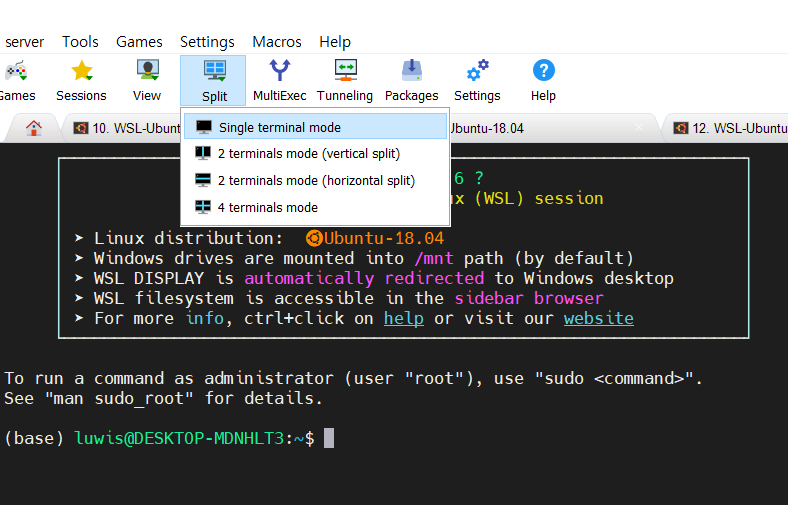 server Tools Games Settings Macros Help
Games Sessions View Split MultiExec Tunneling Packages Settings Help
10. WSL-Ubunt
Ubuntu-18.04
12. WSL-Ubuntu
Single terminal mode
2 terminals mode (vertical split)
2 terminals mode (horizontal split)
4 terminals mode
6 ?
x (WSL) session
➤ Linux distribution: Ubuntu-18.04
➤ Windows drives are mounted into /mnt path (by default)
➤ WSL DISPLAY is automatically redirected to Windows desktop
➤ WSL filesystem is accessible in the sidebar browser
➤ For more info, ctrl+click on help or visit our website
To run a command as administrator (user "root"), use "sudo <command>".
See "man sudo_root" for details.
(base) luwis@DESKTOP-MDNHLT3:~$